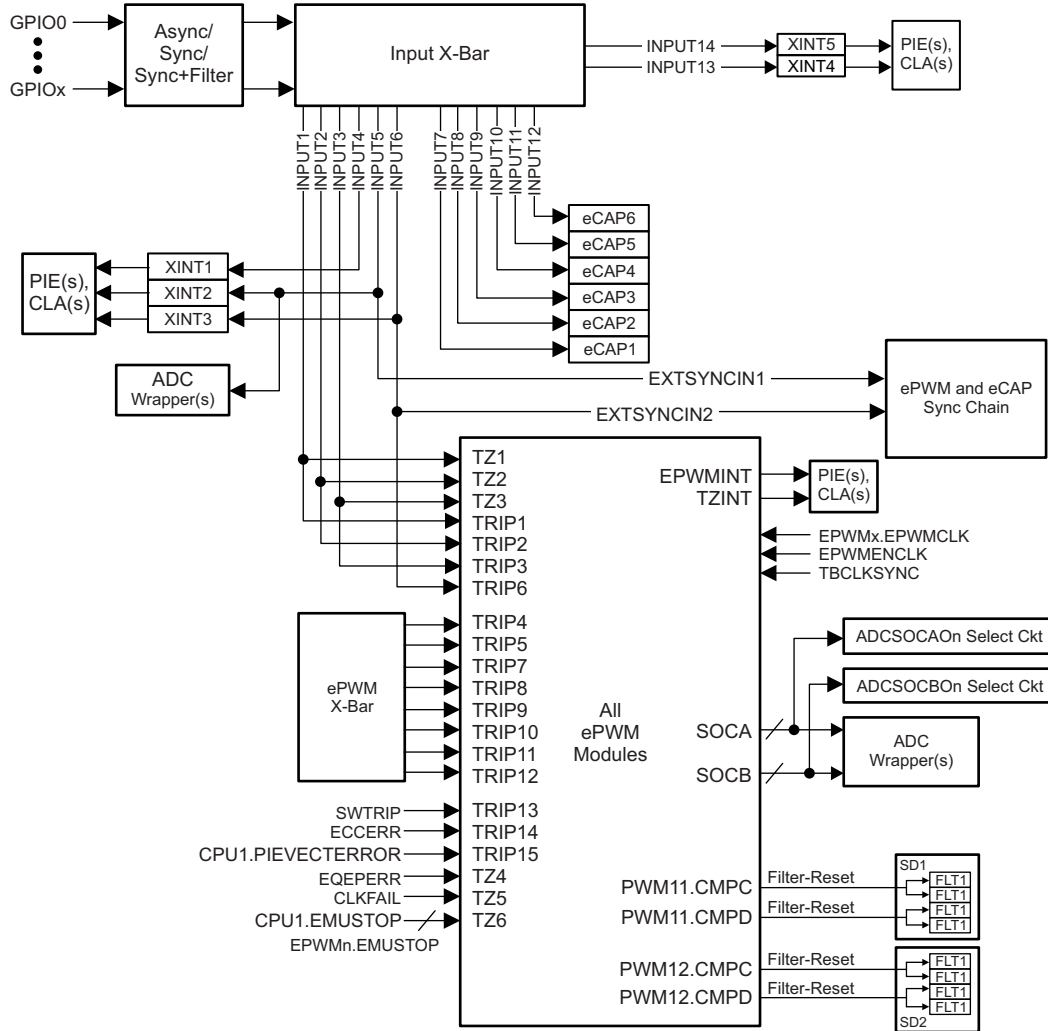 GPIO0
GPIOx
Async/
Sync/
Sync+Filter
Input X-Bar
INPUT14
INPUT13
XINT5
XINT4
PIE(s),
CLA(s)
INPUT1
INPUT2
INPUT3
INPUT4
INPUT5
INPUT6
INPUT7
INPUT8
INPUT9
INPUT10
INPUT11
INPUT12
eCAP6
eCAP5
eCAP4
eCAP3
eCAP2
eCAP1
PIE(s),
CLA(s)
XINT1
XINT2
XINT3
ADC
Wrapper(s)
EXTSYNCIN1
EXTSYNCIN2
ePWM and eCAP
Sync Chain
TZ1
TZ2
TZ3
TRIP1
TRIP2
TRIP3
TRIP6
EPWMINT
TZINT
PIE(s),
CLA(s)
EPWMx.EPWMCLK
EPWMENCLK
TBCLKSYNC
ePWM
X-Bar
TRIP4
TRIP5
TRIP7
TRIP8
TRIP9
TRIP10
TRIP11
TRIP12
All
ePWM
Modules
SOCA
SOCB
ADCSOCAOn Select Ckt
ADCSOCBOn Select Ckt
ADC
Wrapper(s)
SWTRIP
ECCERR
CPU1.PIEVECTERROR
EQEPERR
CLKFAIL
CPU1.EMUSTOP
EPWMn.EMUSTOP
TRIP13
TRIP14
TRIP15
TZ4
TZ5
TZ6
PWM11.CMPC
PWM11.CMPD
PWM12.CMPC
PWM12.CMPD
Filter-Reset
Filter-Reset
Filter-Reset
Filter-Reset
SD1
FLT1
FLT1
FLT1
FLT1
FLT1
FLT1
FLT1
FLT1
SD2